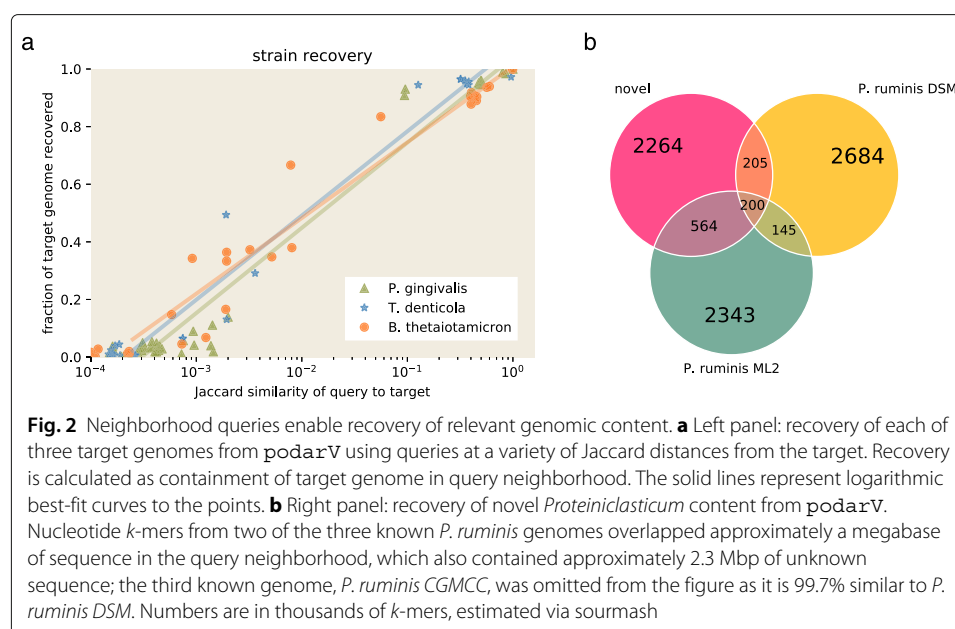 a
strain recovery
1.0
0.8
0.6
0.4
0.2
0.0
fraction of target genome recovered
10⁻⁴
10⁻³
10⁻²
10⁻¹
10⁰
Jaccard similarity of query to target
P. gingivalis
T. denticola
B. thetaiotamicron
b
novel
P. ruminis DSM
2264
205
2684
200
564
145
2343
P. ruminis ML2
Fig. 2 Neighborhood queries enable recovery of relevant genomic content. a Left panel: recovery of each of
three target genomes from podarV using queries at a variety of Jaccard distances from the target. Recovery
is calculated as containment of target genome in query neighborhood. The solid lines represent logarithmic
best-fit curves to the points. b Right panel: recovery of novel Proteiniclasticum content from podarV.
Nucleotide k-mers from two of the three known P. ruminis genomes overlapped approximately a megabase
of sequence in the query neighborhood, which also contained approximately 2.3 Mbp of unknown
sequence; the third known genome, P. ruminis CGMCC, was omitted from the figure as it is 99.7% similar to P.
ruminis DSM. Numbers are in thousands of k-mers, estimated via sourmash